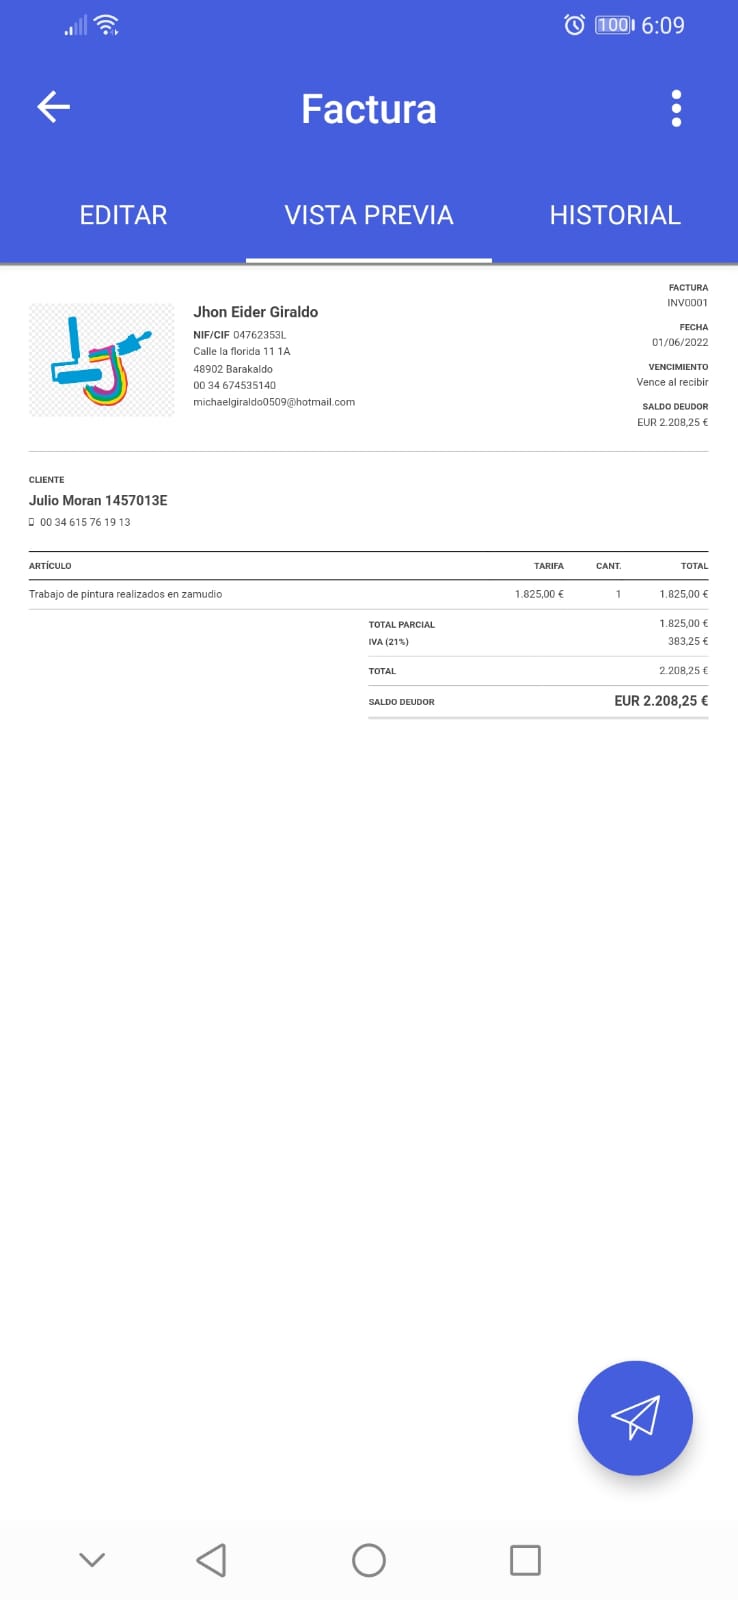 100 6:09
Factura
EDITAR VISTA PREVIA HISTORIAL
Jhon Eider Giraldo
NIF/CIF 04762353L
Calle la florida 11 1A
48902 Barakaldo
00 34 674535140
michaelgiraldo0509@hotmail.com
FACTURA
INV0001
FECHA
01/06/2022
VENCIMIENTO
Vence al recibir
SALDO DEUDOR
EUR 2.208,25 €
CLIENTE
Julio Moran 1457013E
00 34 615 76 19 13
ARTÍCULO TARIFA CANT. TOTAL
Trabajo de pintura realizados en zamudio 1.825,00 € 1 1.825,00 €
TOTAL PARCIAL 1.825,00 €
IVA (21%) 383,25 €
TOTAL 2.208,25 €
SALDO DEUDOR EUR 2.208,25 €